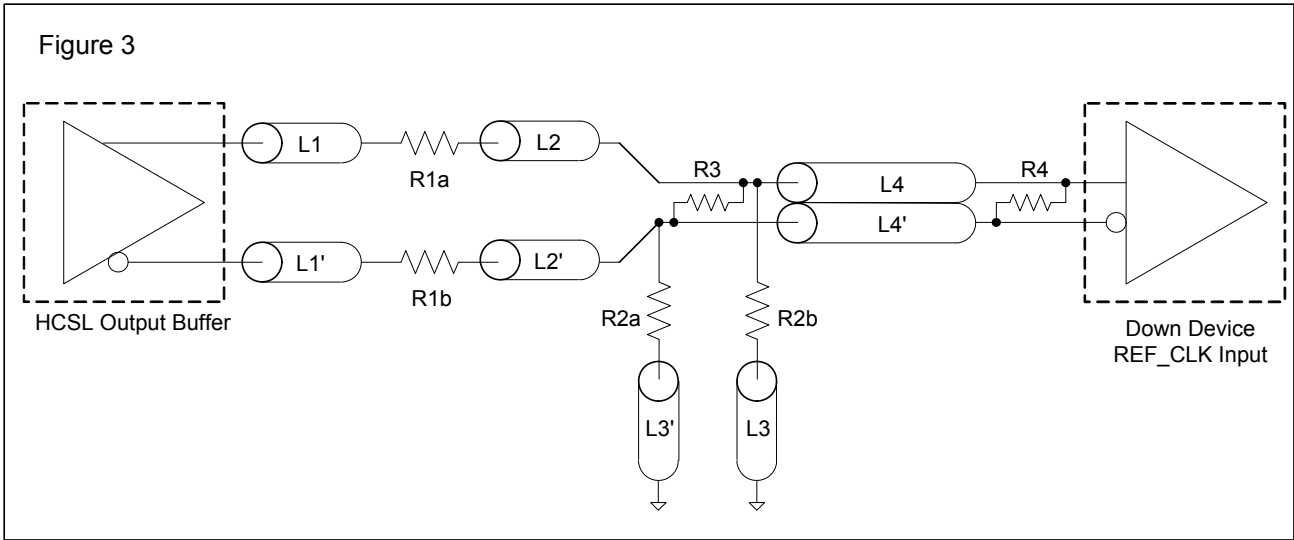 Figure 3
L1
R1a
L2
R3
L4
R4
L4'
L1'
R1b
L2'
HCSL Output Buffer
R2a
R2b
Down Device
REF_CLK Input
L3'
L3